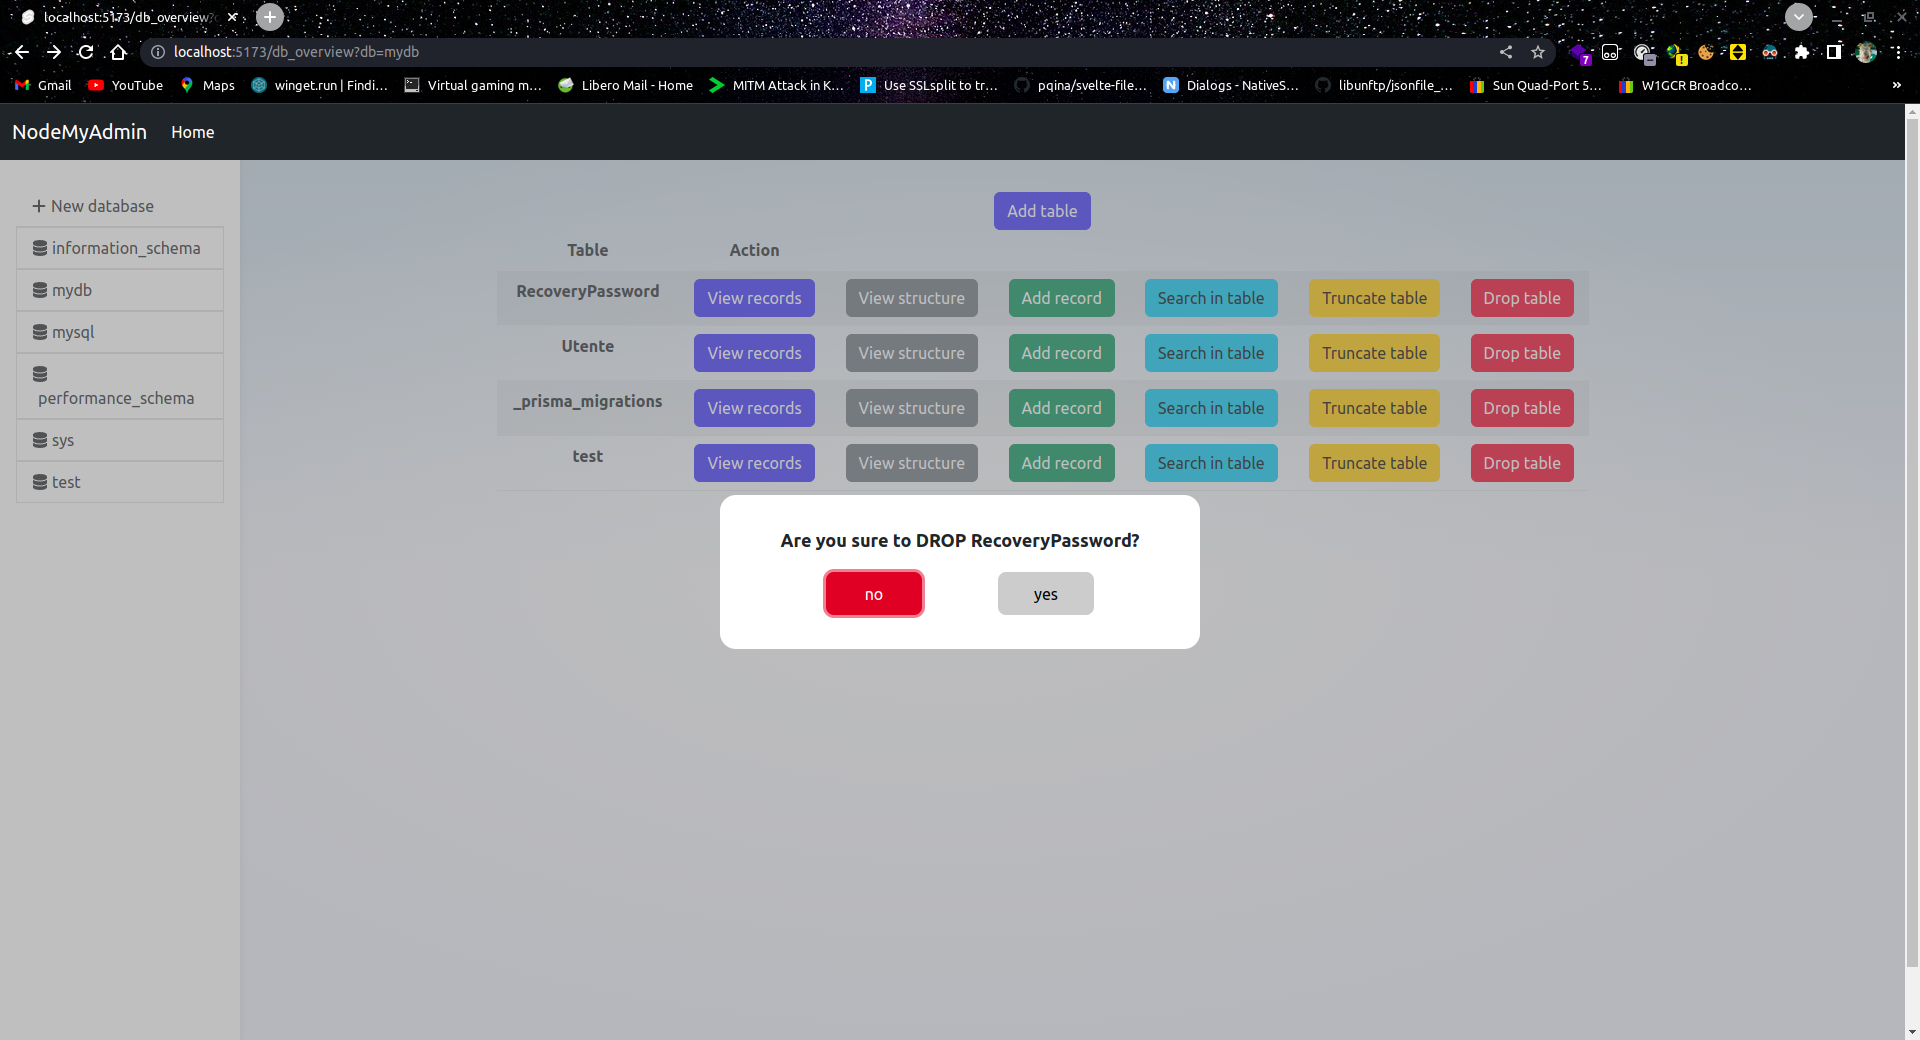 localhost:5173/db_overview?
localhost:5173/db_overview?db=mydb
7
!
Gmail YouTube Maps winget.run | Findi... Virtual gaming m... Libero Mail - Home MITM Attack in K... Use SSLsplit to tr... pqina/svelte-file... Dialogs - NativeS... libunftp/jsonfile_... Sun Quad-Port 5... W1GCR Broadco... »
NodeMyAdmin Home
New database
information_schema
mydb
mysql
performance_schema
sys
test
Add table
Table Action
RecoveryPassword View records View structure Add record Search in table Truncate table Drop table
Utente View records View structure Add record Search in table Truncate table Drop table
_prisma_migrations View records View structure Add record Search in table Truncate table Drop table
test View records View structure Add record Search in table Truncate table Drop table
Are you sure to DROP RecoveryPassword?
no yes